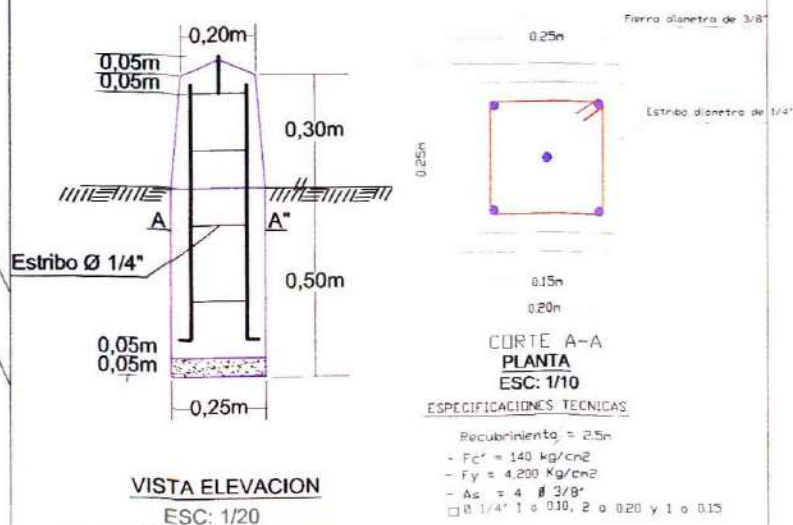 0,20m
0,05m
0,05m
0,30m
A
A"
Estribo Ø 1/4"
0,50m
0,05m
0,05m
0,25m
VISTA ELEVACION
ESC: 1/20
Fierro diametro de 3/8"
0.25m
Estribo diametro de 1/4"
0.25m
0.15m
0.20m
CORTE A-A
PLANTA
ESC: 1/10
ESPECIFICACIONES TECNICAS
Recubrimiento = 2.5m
- Fc' = 140 kg/cm2
- Fy = 4,200 Kg/cm2
- As = 4 Ø 3/8"
□ Ø 1/4" 1 a 0.10, 2 a 0.20 y 1 a 0.15